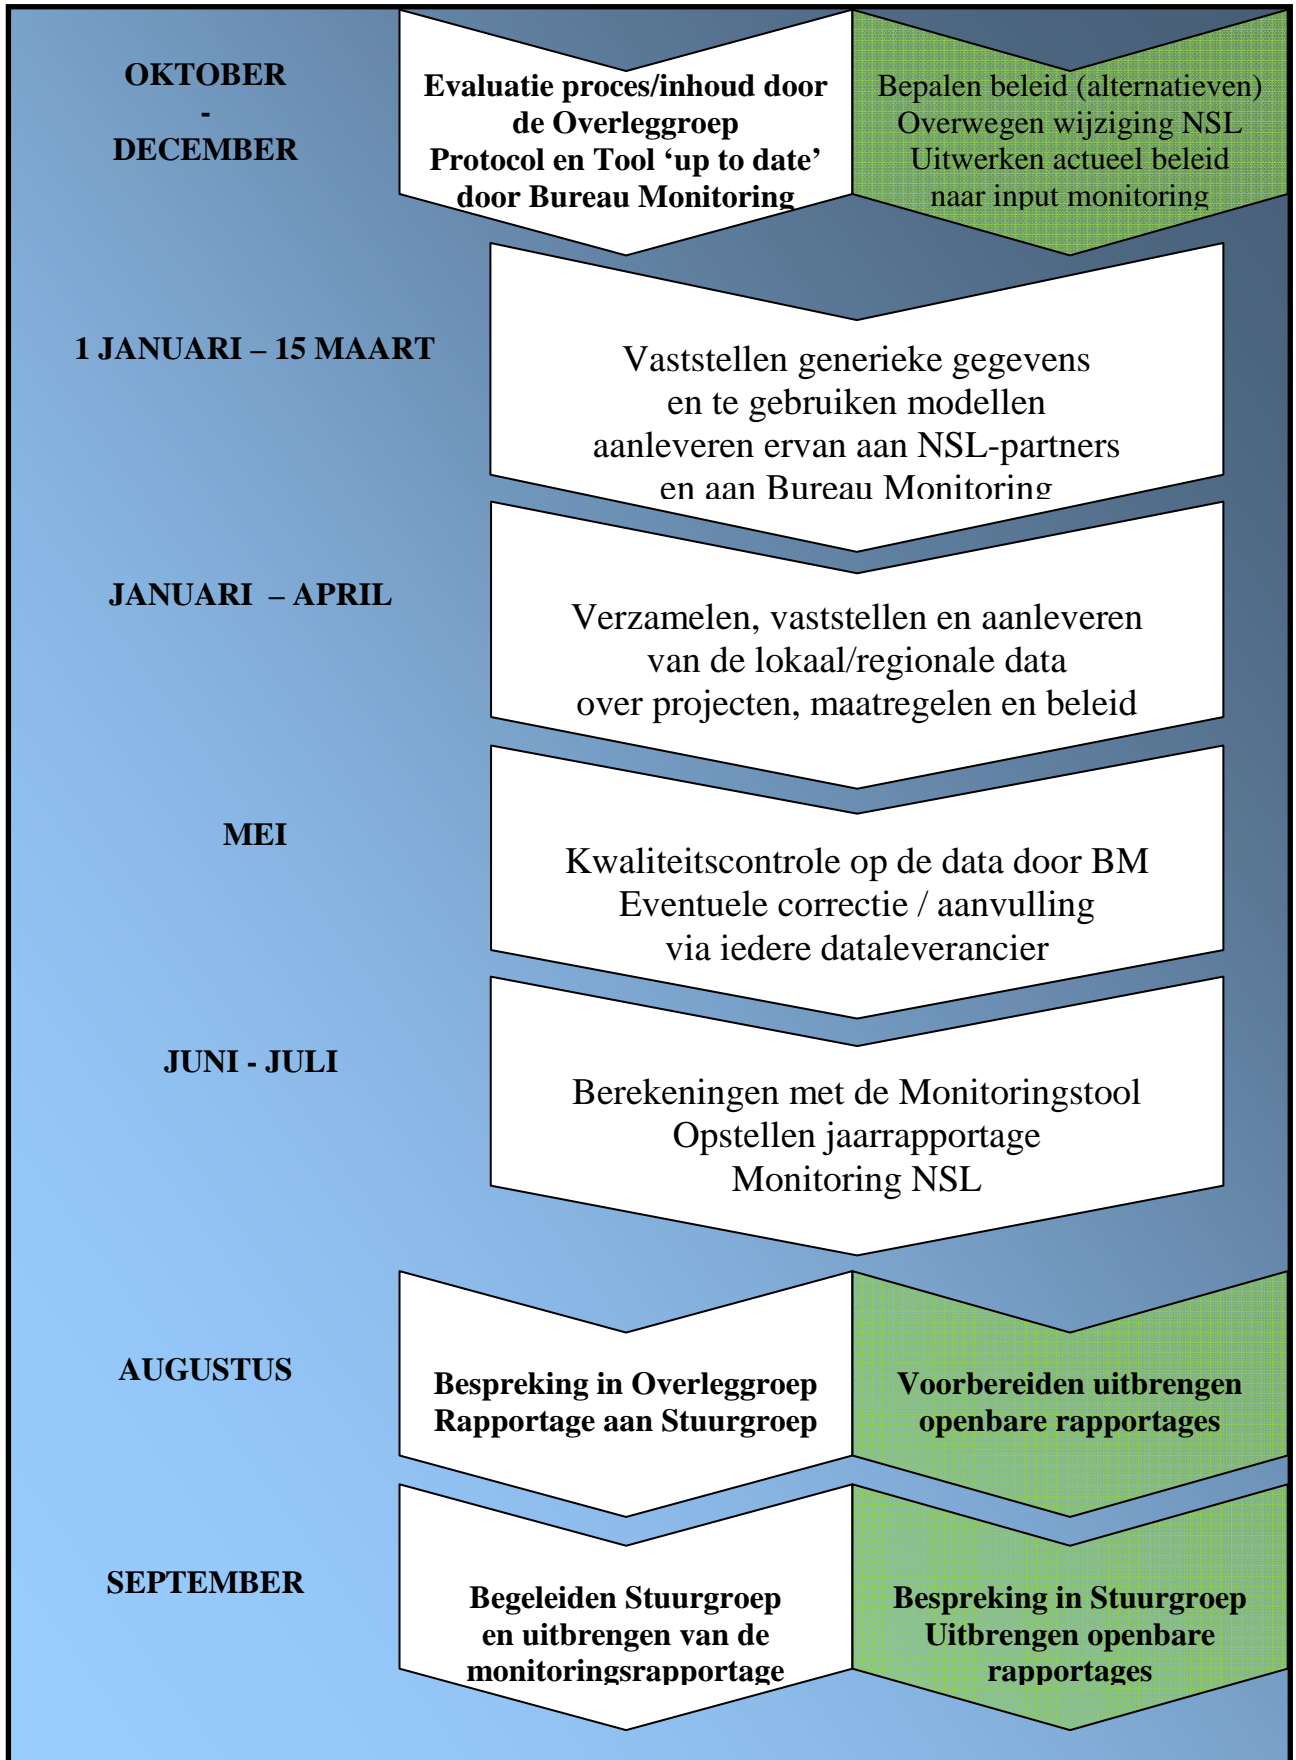 OKTOBER
-
DECEMBER
Evaluatie proces/inhoud door
de Overleggroep
Protocol en Tool ‘up to date’
door Bureau Monitoring
Bepalen beleid (alternatieven)
Overwegen wijziging NSL
Uitwerken actueel beleid
naar input monitoring
1 JANUARI – 15 MAART
Vaststellen generieke gegevens
en te gebruiken modellen
aanleveren ervan aan NSL-partners
en aan Bureau Monitoring
JANUARI – APRIL
Verzamelen, vaststellen en aanleveren
van de lokaal/regionale data
over projecten, maatregelen en beleid
MEI
Kwaliteitscontrole op de data door BM
Eventuele correctie / aanvulling
via iedere dataleverancier
JUNI - JULI
Berekeningen met de Monitoringstool
Opstellen jaarrapportage
Monitoring NSL
AUGUSTUS
Bespreking in Overleggroep
Rapportage aan Stuurgroep
Voorbereiden uitbrengen
openbare rapportages
SEPTEMBER
Begeleiden Stuurgroep
en uitbrengen van de
monitoringsrapportage
Bespreking in Stuurgroep
Uitbrengen openbare
rapportages